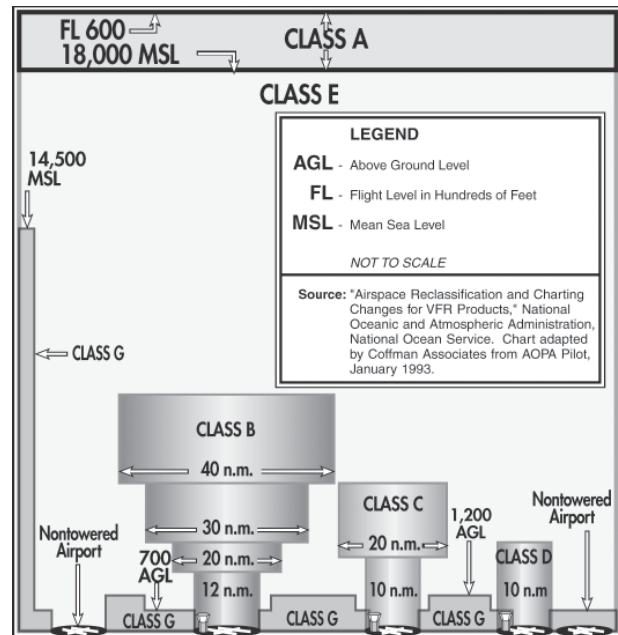 FL 600
18,000 MSL
CLASS A
CLASS E
14,500
MSL
LEGEND
AGL - Above Ground Level
FL - Flight Level in Hundreds of Feet
MSL - Mean Sea Level
NOT TO SCALE
Source: "Airspace Reclassification and Charting
Changes for VFR Products," National
Oceanic and Atmospheric Administration,
National Ocean Service. Chart adapted
by Coffman Associates from AOPA Pilot,
January 1993.
CLASS G
CLASS B
40 n.m.
30 n.m.
20 n.m.
12 n.m.
CLASS C
20 n.m.
10 n.m.
CLASS D
10 n.m
Nontowered
Airport
700
AGL
1,200
AGL
Nontowered
Airport
CLASS G
CLASS G
CLASS G